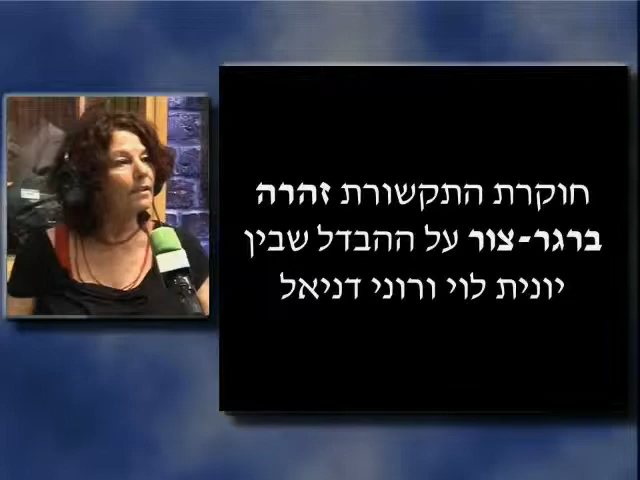 חוקרת התקשורת זהרה
ברגר-צור על ההבדל שבין
יונית לוי ורוני דניאל